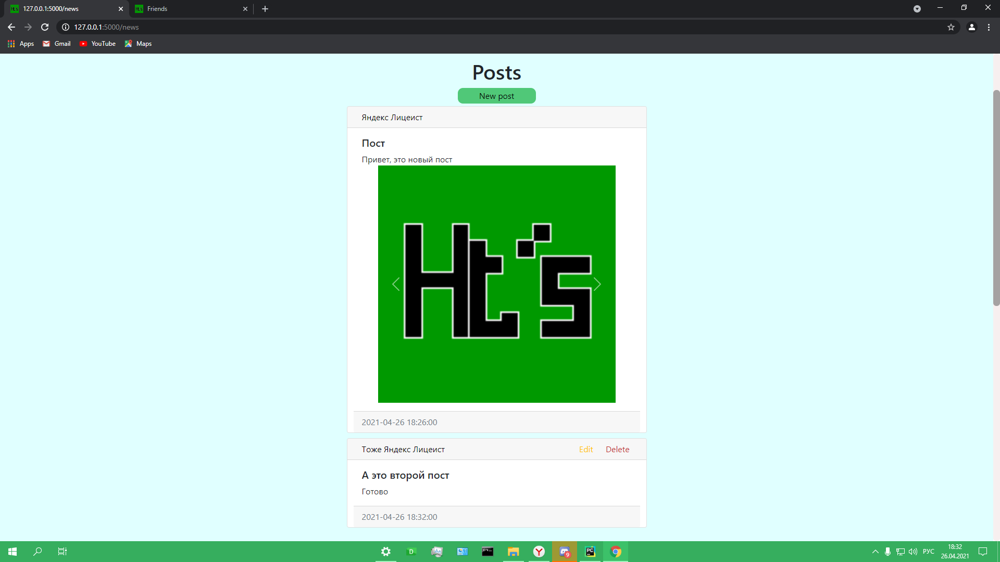 127.0.0.1:5000/news
Friends
127.0.0.1:5000/news
Apps
Gmail
YouTube
Maps
Posts
New post
Яндекс Лицеист
Пост
Привет, это новый пост
Ht's
2021-04-26 18:26:00
Тоже Яндекс Лицеист
Edit
Delete
А это второй пост
Готово
2021-04-26 18:32:00
D
9
PC
РУС
18:32
26.04.2021